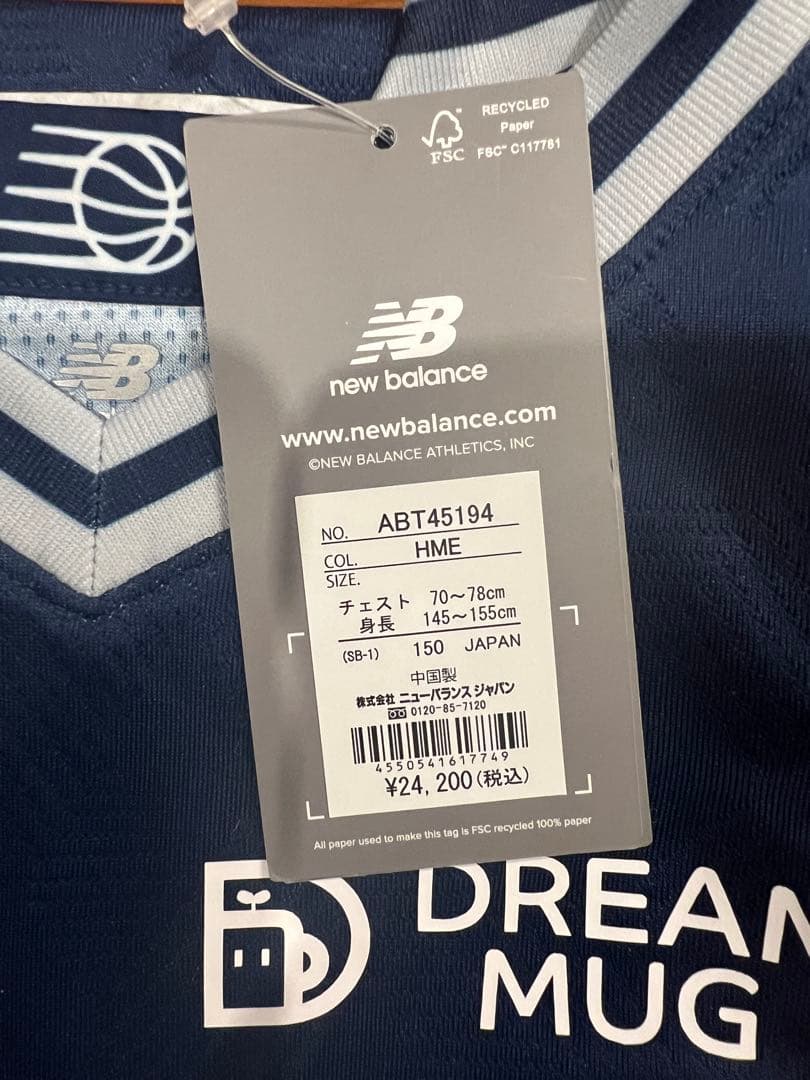 RECYCLED
Paper
FSC™ C117781
FSC
NB
new balance
www.newbalance.com
©NEW BALANCE ATHLETICS, INC
NO. ABT45194
COL. HME
SIZE.
チェスト 70～78cm
身長 145～155cm
(SB-1) 150 JAPAN
中国製
株式会社 ニューバランス ジャパン
0120-85-7120
4550541617749
¥24,200(税込)
All paper used to make this tag is FSC recycled 100% paper
NB
DREAM
MUG